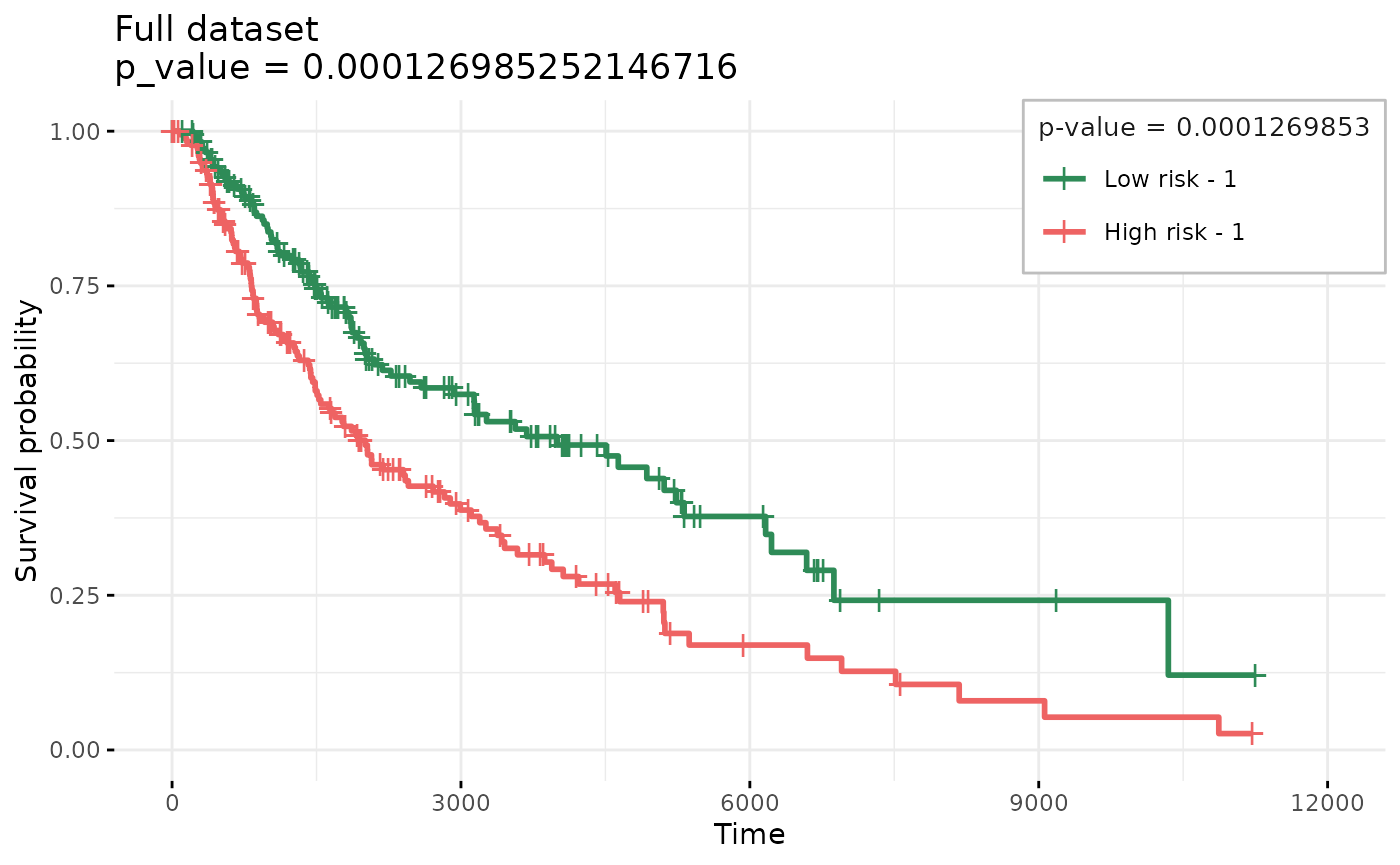 Full dataset
p_value = 0.000126985252146716
p-value = 0.0001269853
Low risk - 1
High risk - 1
Survival probability
1.00
0.75
0.50
0.25
0.00
0 3000 6000 9000 12000
Time